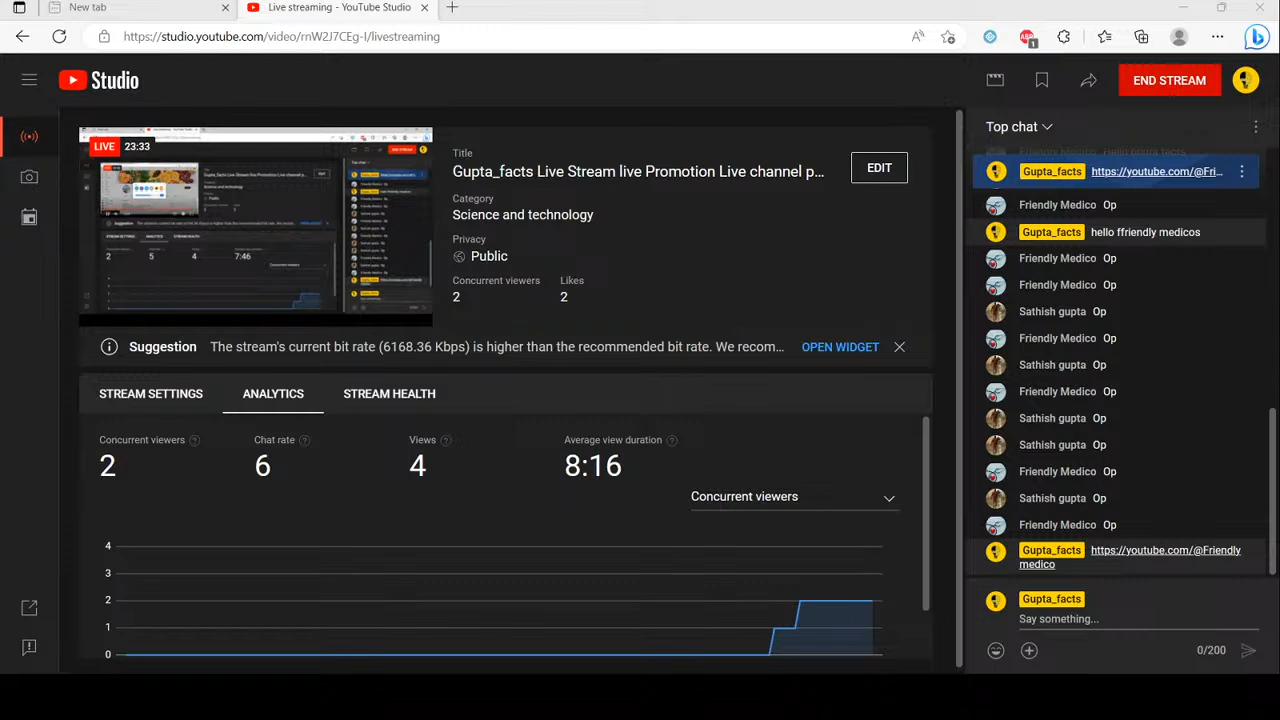 New tab
Live streaming - YouTube Studio
https://studio.youtube.com/video/rnW2J7CEg-I/livestreaming
Studio
END STREAM
LIVE 23:33
Title
Gupta_facts Live Stream live Promotion Live channel p...
EDIT
Category
Science and technology
Privacy
Public
Concurrent viewers
Likes
2
2
Suggestion
The stream's current bit rate (6168.36 Kbps) is higher than the recommended bit rate. We recom...
OPEN WIDGET
STREAM SETTINGS
ANALYTICS
STREAM HEALTH
Concurrent viewers
Chat rate
Views
Average view duration
2
6
4
8:16
Concurrent viewers
4
3
2
1
0
Top chat
Gupta_facts https://youtube.com/@Fri...
Friendly Medico Op
Gupta_facts hello ffriendly medicos
Friendly Medico Op
Friendly Medico Op
Sathish gupta Op
Friendly Medico Op
Sathish gupta Op
Friendly Medico Op
Sathish gupta Op
Sathish gupta Op
Friendly Medico Op
Sathish gupta Op
Friendly Medico Op
Gupta_facts https://youtube.com/@Friendly
medico
Gupta_facts
Say something...
0/200